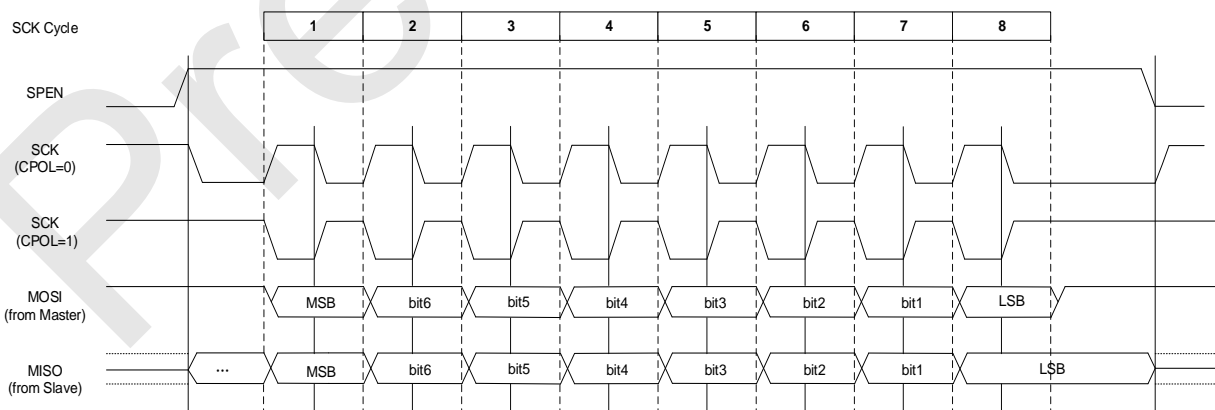 SCK Cycle 1 2 3 4 5 6 7 8
SPEN
SCK
(CPOL=0)
SCK
(CPOL=1)
MOSI
(from Master)
MSB bit6 bit5 bit4 bit3 bit2 bit1 LSB
MISO
(from Slave)
... MSB bit6 bit5 bit4 bit3 bit2 bit1 LSB
Pre